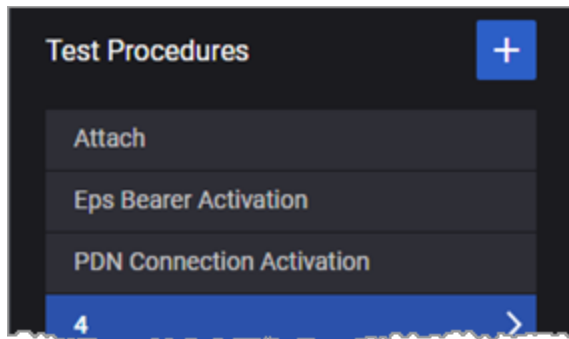 Test Procedures
Attach
Eps Bearer Activation
PDN Connection Activation
4